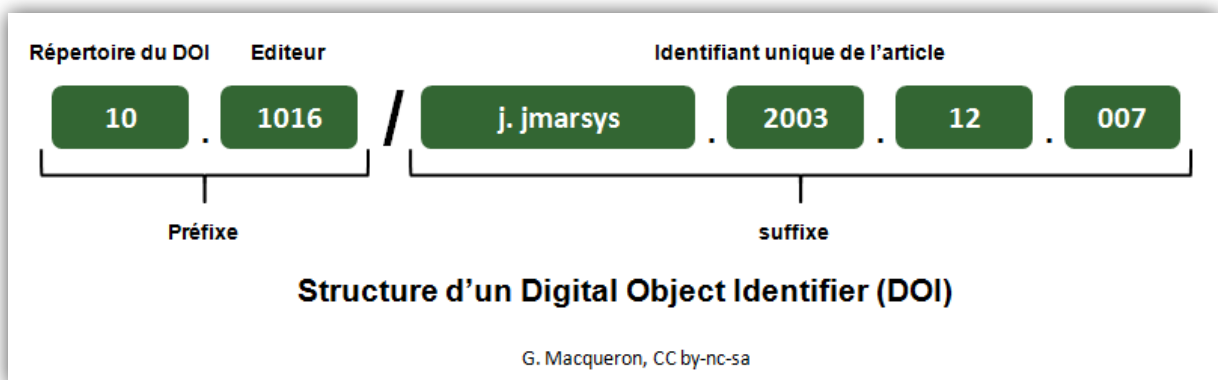 Répertoire du DOI Editeur Identifiant unique de l’article
10 . 1016 / j. jmarsys . 2003 . 12 . 007
Préfixe suffixe
Structure d’un Digital Object Identifier (DOI)
G. Macqueron, CC by-nc-sa